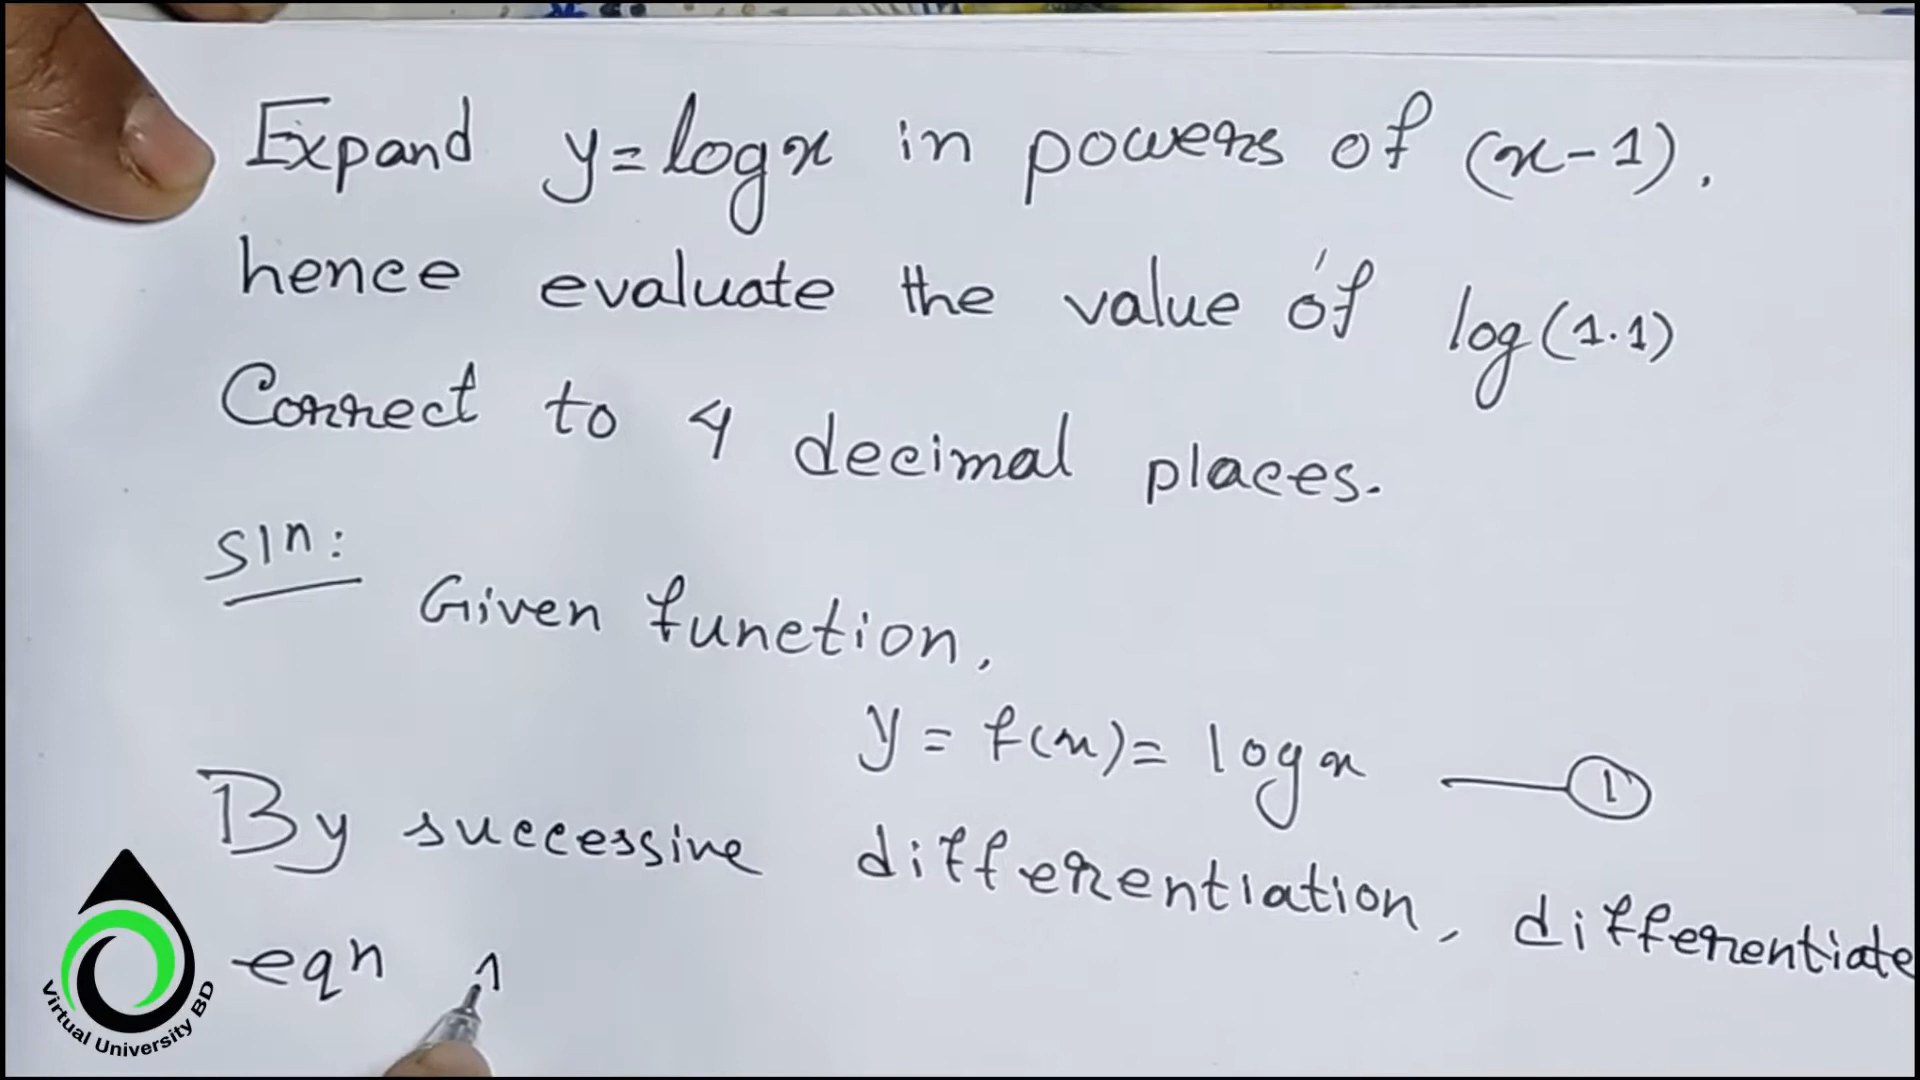 Expand y=logx in powers of (x-1).
hence evaluate the value of log(1.1)
Correct to 4 decimal places.
Sln:
Given function,
y = f(x) = logx — ①
By successive differentiation, differentiate
eqn 1
Virtual University BD